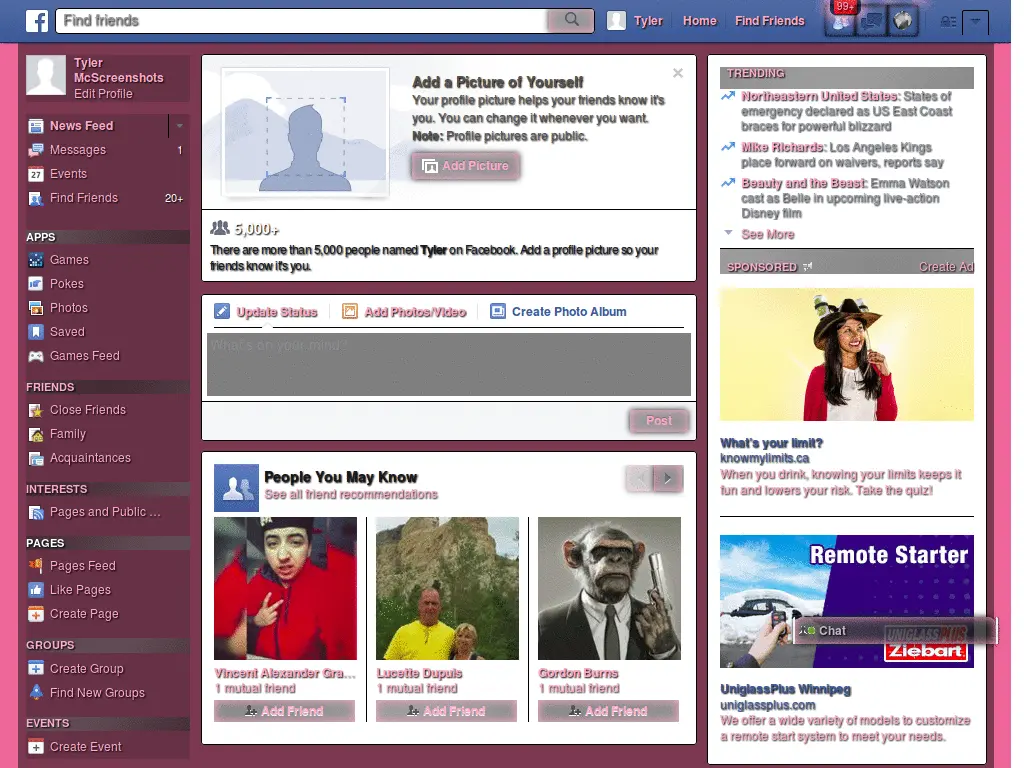 Find friends
Tyler
Home
Find Friends
99+
Tyler
McScreenshots
Edit Profile
News Feed
Messages 1
Events
Find Friends 20+
APPS
Games
Pokes
Photos
Saved
Games Feed
FRIENDS
Close Friends
Family
Acquaintances
INTERESTS
Pages and Public ...
PAGES
Pages Feed
Like Pages
Create Page
GROUPS
Create Group
Find New Groups
EVENTS
Create Event
Add a Picture of Yourself
Your profile picture helps your friends know it's
you. You can change it whenever you want.
Note: Profile pictures are public.
Add Picture
5,000+
There are more than 5,000 people named Tyler on Facebook. Add a profile picture so your
friends know it's you.
Update Status
Add Photos/Video
Create Photo Album
What's on your mind?
Post
People You May Know
See all friend recommendations
Vincent Alexander Gra...
1 mutual friend
Add Friend
Lucette Dupuis
1 mutual friend
Add Friend
Gordon Burns
1 mutual friend
Add Friend
TRENDING
Northeastern United States: States of
emergency declared as US East Coast
braces for powerful blizzard
Mike Richards: Los Angeles Kings
place forward on waivers, reports say
Beauty and the Beast: Emma Watson
cast as Belle in upcoming live-action
Disney film
See More
SPONSORED
Create Ad
What's your limit?
knowmylimits.ca
When you drink, knowing your limits keeps it
fun and lowers your risk. Take the quiz!
Remote Starter
Chat
UNIGLASSPLUS
Ziebart
UniglassPlus Winnipeg
uniglassplus.com
We offer a wide variety of models to customize
a remote start system to meet your needs.